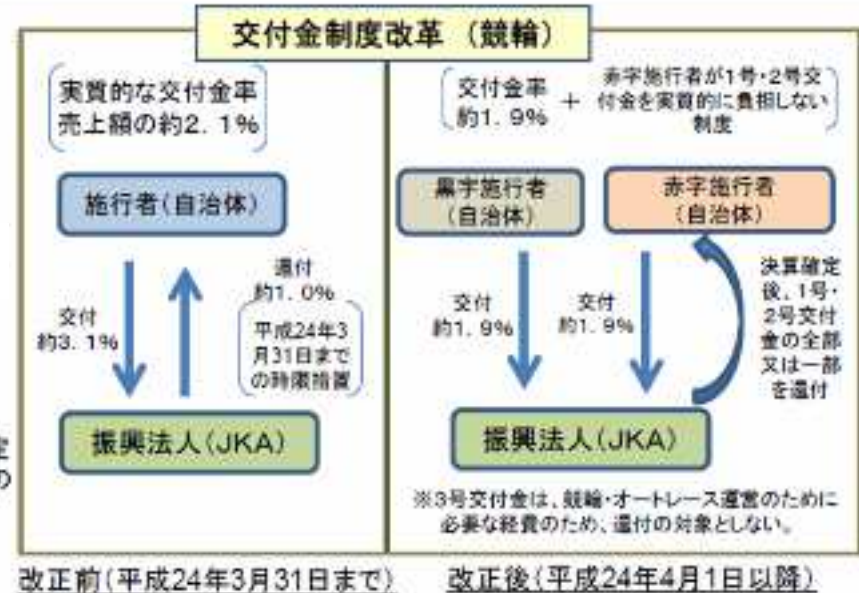 交付金制度改革（競輪）
実質的な交付金率
売上額の約2．1%
施行者(自治体)
交付
約3．1%
還付
約1．0%
平成24年3
月31日まで
の時限措置
振興法人(JKA)
交付金率
約1．9%
＋
赤字施行者が1号・2号交
付金を実質的に負担しない
制度
黒字施行者
(自治体)
赤字施行者
(自治体)
交付
約1．9%
交付
約1．9%
決算確定
後、1号・
2号交付
金の全部
又は一部
を還付
振興法人(JKA)
※3号交付金は、競輪・オートレース運営のために
必要な経費のため、還付の対象としない。
定
の
改正前(平成24年3月31日まで)
改正後(平成24年4月1日以降)